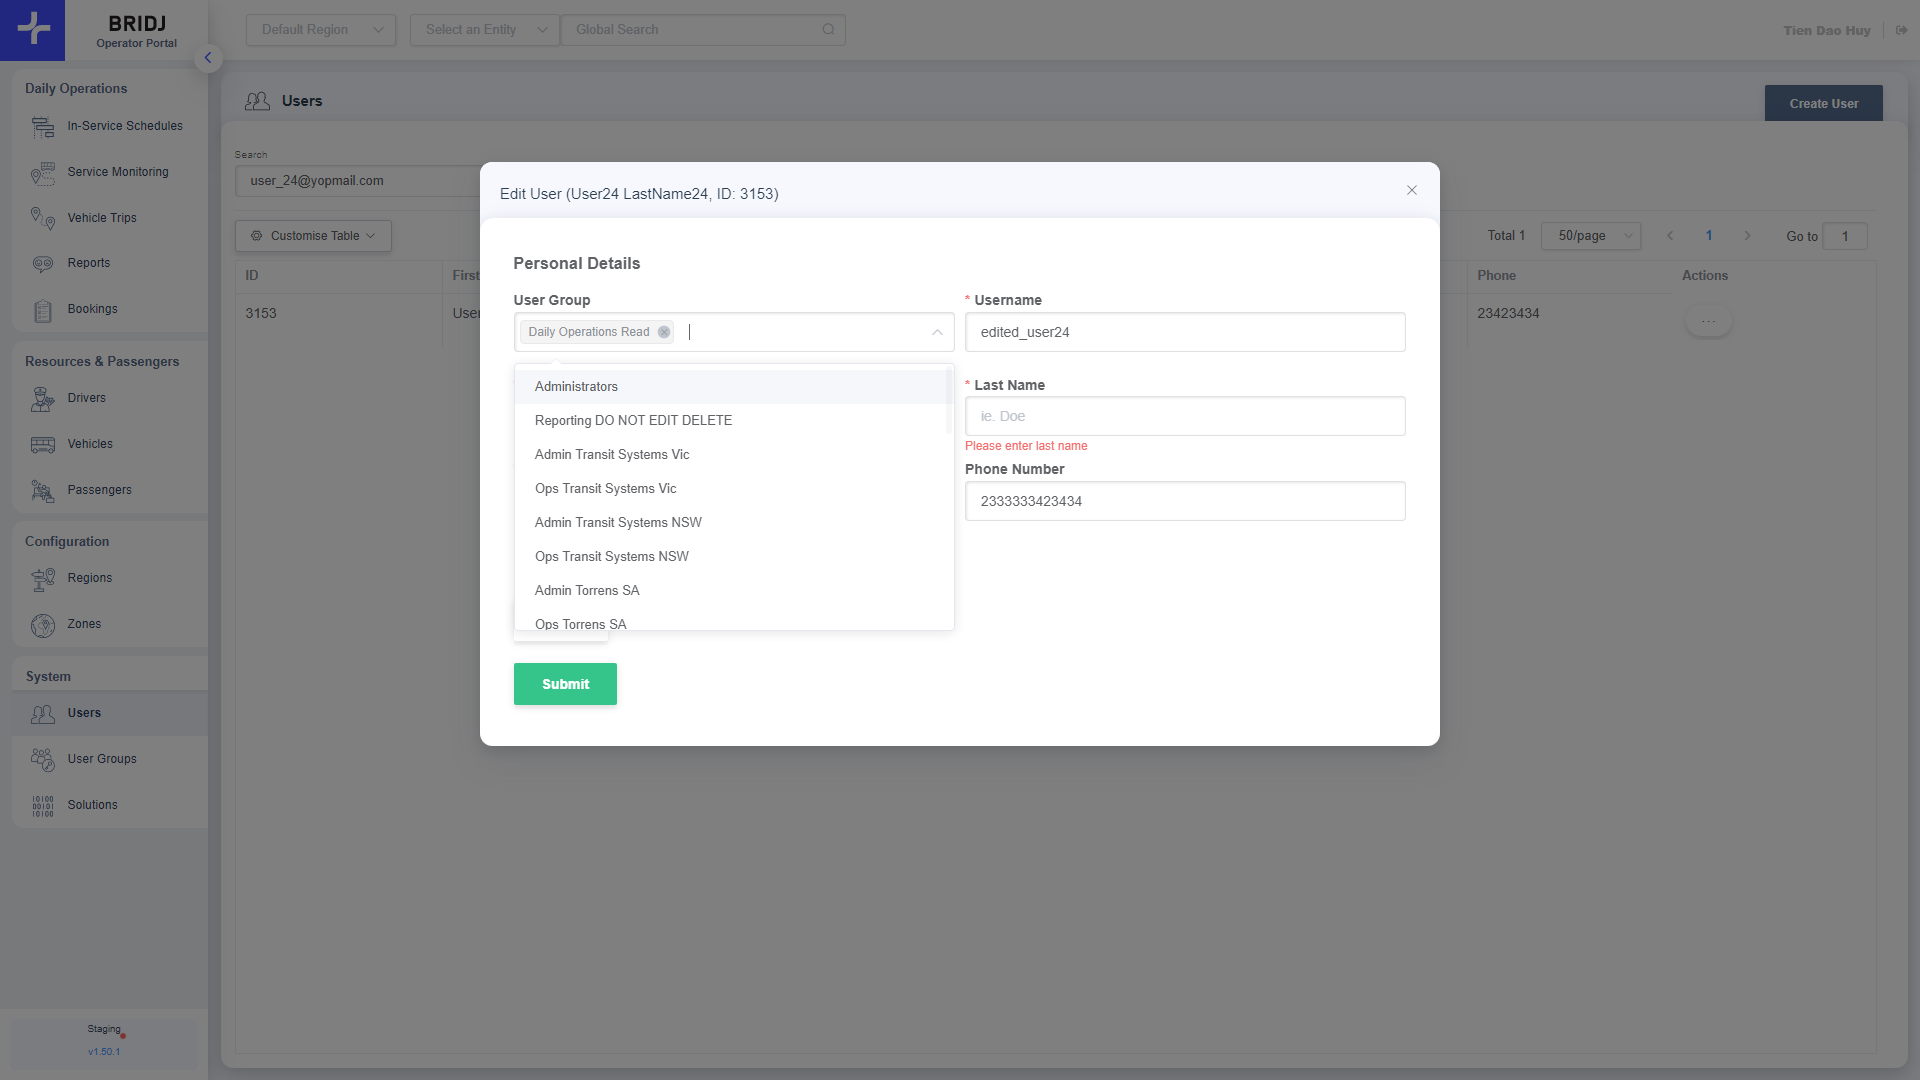 BRIDJ
Operator Portal
Default Region
Select an Entity
Global Search
Tien Dao Huy
Daily Operations
In-Service Schedules
Service Monitoring
Vehicle Trips
Reports
Bookings
Resources & Passengers
Drivers
Vehicles
Passengers
Configuration
Regions
Zones
System
Users
User Groups
Solutions
Staging
v1.50.1
Users
Create User
Search
user_24@yopmail.com
Customise Table
Total 1
50/page
1
Go to
1
ID
First
Phone
Actions
3153
User
23423434
...
Edit User (User24 LastName24, ID: 3153)
Personal Details
User Group
* Username
Daily Operations Read
edited_user24
Administrators
Reporting DO NOT EDIT DELETE
Admin Transit Systems Vic
Ops Transit Systems Vic
Admin Transit Systems NSW
Ops Transit Systems NSW
Admin Torrens SA
Ops Torrens SA
* Last Name
ie. Doe
Please enter last name
Phone Number
2333333423434
Submit